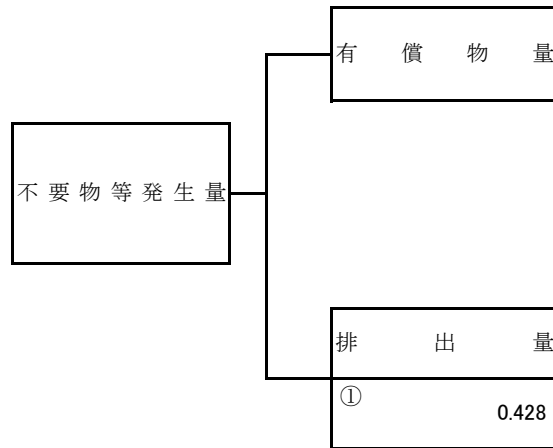 有償物量
不要物等発生量
排出量
①
0.428